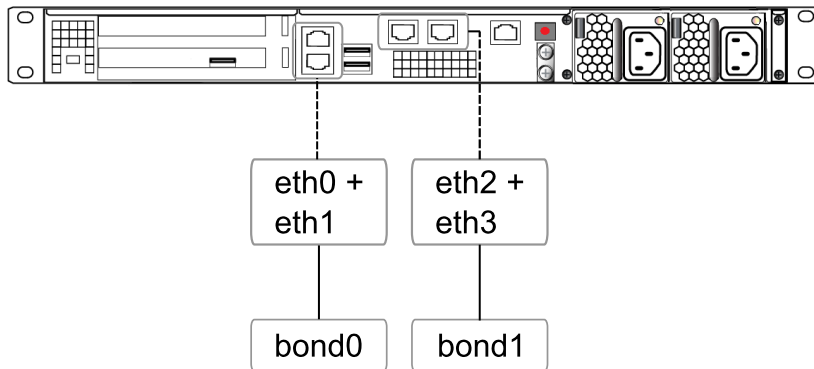 eth0 +
eth1
eth2 +
eth3
bond0
bond1